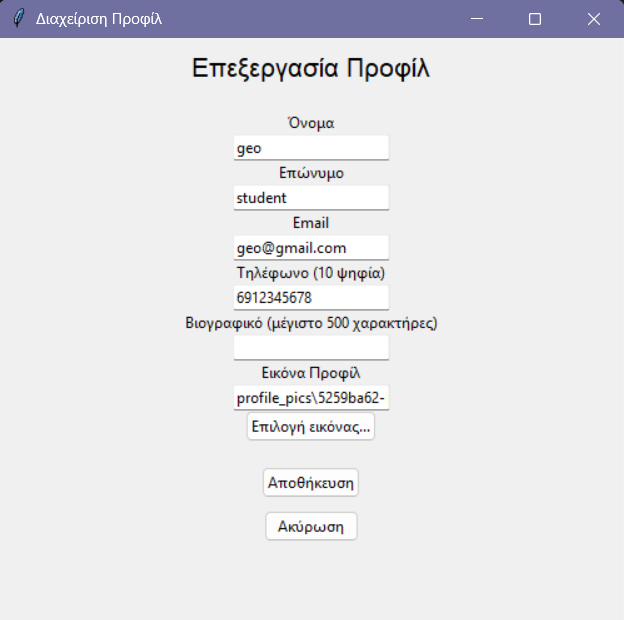 Διαχείριση Προφίλ
Επεξεργασία Προφίλ
Όνομα
geo
Επώνυμο
student
Email
geo@gmail.com
Τηλέφωνο (10 ψηφία)
6912345678
Βιογραφικό (μέγιστο 500 χαρακτήρες)
Εικόνα Προφίλ
profile_pics\5259ba62-
Επιλογή εικόνας...
Αποθήκευση
Ακύρωση